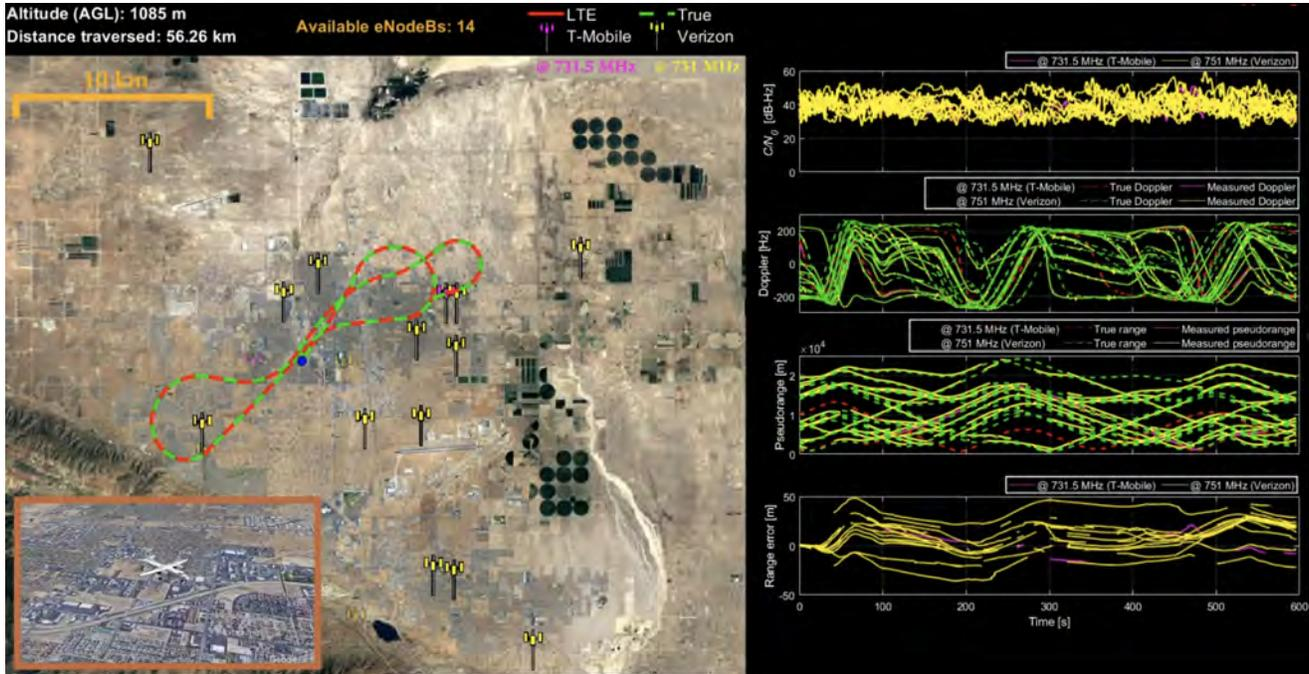 Altitude (AGL): 1085 m
Distance traversed: 56.26 km
Available eNodeBs: 14
LTE True
T-Mobile Verizon
@ 731.5 MHz @ 751 MHz
10 km
@ 731.5 MHz (T-Mobile) @ 751 MHz (Verizon)
60
40
20
0
C/N0 [dB-Hz]
@ 731.5 MHz (T-Mobile) True Doppler Measured Doppler
@ 751 MHz (Verizon) True Doppler Measured Doppler
200
0
-200
Doppler [Hz]
@ 731.5 MHz (T-Mobile) True range Measured pseudorange
@ 751 MHz (Verizon) True range Measured pseudorange
×10⁴
2
1
0
Pseudorange [m]
@ 731.5 MHz (T-Mobile) @ 751 MHz (Verizon)
50
0
-50
Range error [m]
0 100 200 300 400 500 600
Time [s]